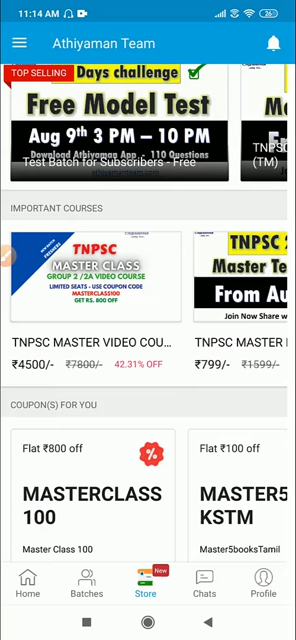 11:14 AM
26
Athiyaman Team
TOP SELLING
Days challenge
Free Model Test
Aug 9th 3 PM – 10 PM
Download Athiyaman App - 110 Questions
Test Batch for Subscribers - Free
TNPSC
(TM)
IMPORTANT COURSES
TNPSC
MASTER CLASS
GROUP 2 /2A VIDEO COURSE
LIMITED SEATS - USE COUPON CODE
MASTERCLASS100
GET RS. 800 OFF
TNPSC MASTER VIDEO COU...
₹4500/- ₹7800/- 42.31% OFF
TNPSC 2
Master Te
From Au
Join Now Share w
TNPSC MASTER
₹799/- ₹1599/-
COUPON(S) FOR YOU
Flat ₹800 off
MASTERCLASS
100
Master Class 100
Flat ₹100 off
MASTER5
KSTM
Master5booksTamil
New
Home
Batches
Store
Chats
Profile